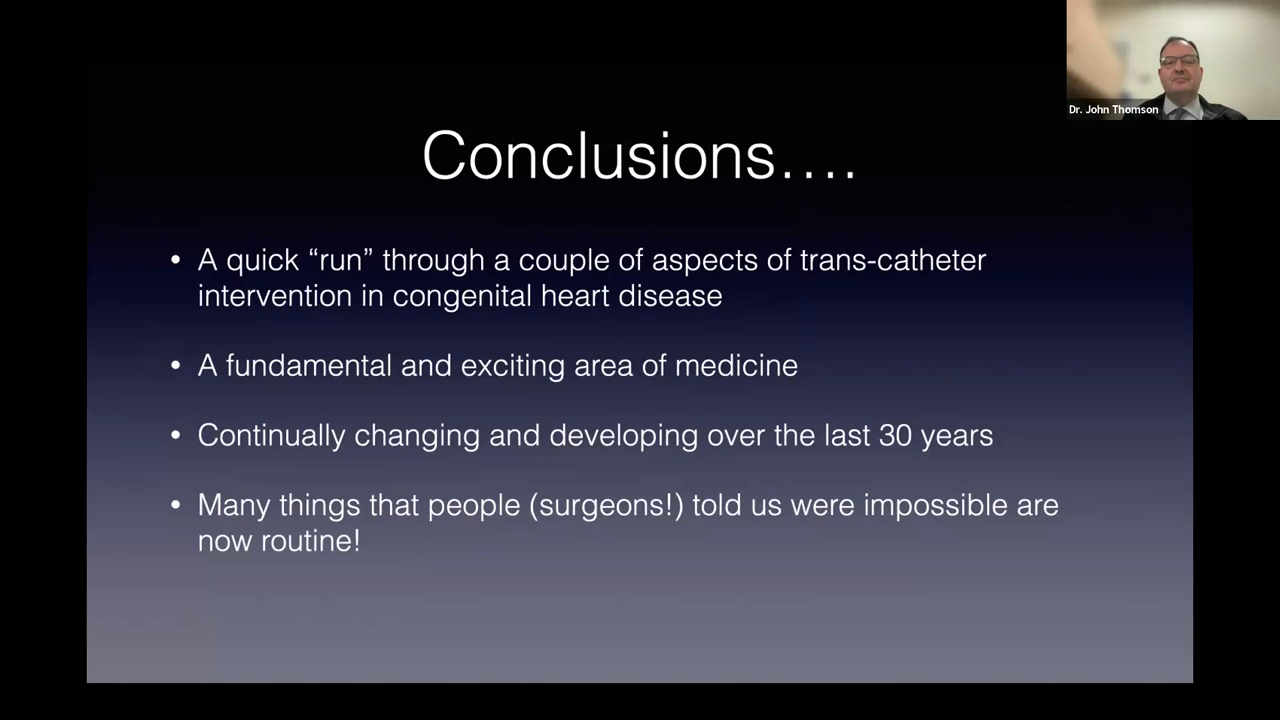 Dr. John Thomson
Conclusions....
• A quick “run” through a couple of aspects of trans-catheter
intervention in congenital heart disease
• A fundamental and exciting area of medicine
• Continually changing and developing over the last 30 years
• Many things that people (surgeons!) told us were impossible are
now routine!